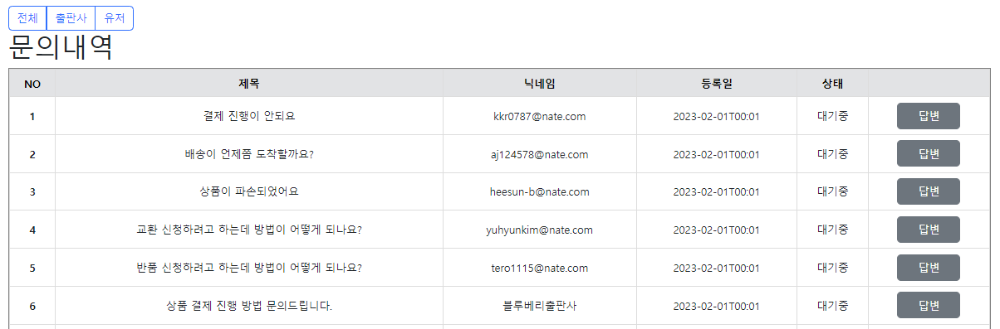 전체 출판사 유저
문의내역
NO 제목 닉네임 등록일 상태
1 결제 진행이 안되요 kkr0787@nate.com 2023-02-01T00:01 대기중 답변
2 배송이 언제쯤 도착할까요? aj124578@nate.com 2023-02-01T00:01 대기중 답변
3 상품이 파손되었어요 heesun-b@nate.com 2023-02-01T00:01 대기중 답변
4 교환 신청하려고 하는데 방법이 어떻게 되나요? yuhyunkim@nate.com 2023-02-01T00:01 대기중 답변
5 반품 신청하려고 하는데 방법이 어떻게 되나요? tero1115@nate.com 2023-02-01T00:01 대기중 답변
6 상품 결제 진행 방법 문의드립니다. 블루베리출판사 2023-02-01T00:01 대기중 답변